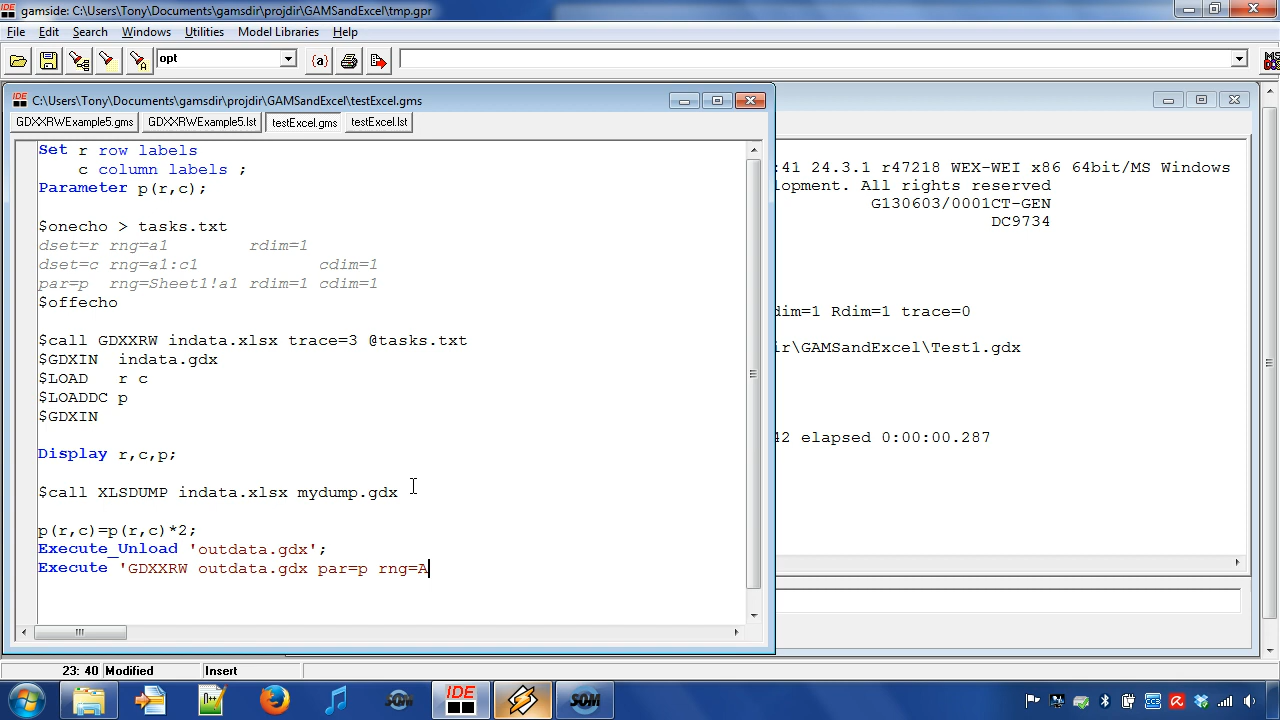 IDE gamside: C:\Users\Tony\Documents\gamsdir\projdir\GAMSandExcel\tmp.gpr
File Edit Search Windows Utilities Model Libraries Help
opt {a}
IDE C:\Users\Tony\Documents\gamsdir\projdir\GAMSandExcel\testExcel.gms
GDXXRWExample5.gms GDXXRWExample5.lst testExcel.gms testExcel.lst
Set r row labels
c column labels ;
Parameter p(r,c);
$onecho > tasks.txt
dset=r rng=a1 rdim=1
dset=c rng=a1:c1 cdim=1
par=p rng=Sheet1!a1 rdim=1 cdim=1
$offecho
$call GDXXRW indata.xlsx trace=3 @tasks.txt
$GDXIN indata.gdx
$LOAD r c
$LOADDC p
$GDXIN
Display r,c,p;
$call XLSDUMP indata.xlsx mydump.gdx
p(r,c)=p(r,c)*2;
Execute_Unload 'outdata.gdx';
Execute 'GDXXRW outdata.gdx par=p rng=A
:41 24.3.1 r47218 WEX-WEI x86 64bit/MS Windows
lopment. All rights reserved
G130603/0001CT-GEN
DC9734
dim=1 Rdim=1 trace=0
ir\GAMSandExcel\Test1.gdx
42 elapsed 0:00:00.287
23: 40 Modified Insert
IDE SQM